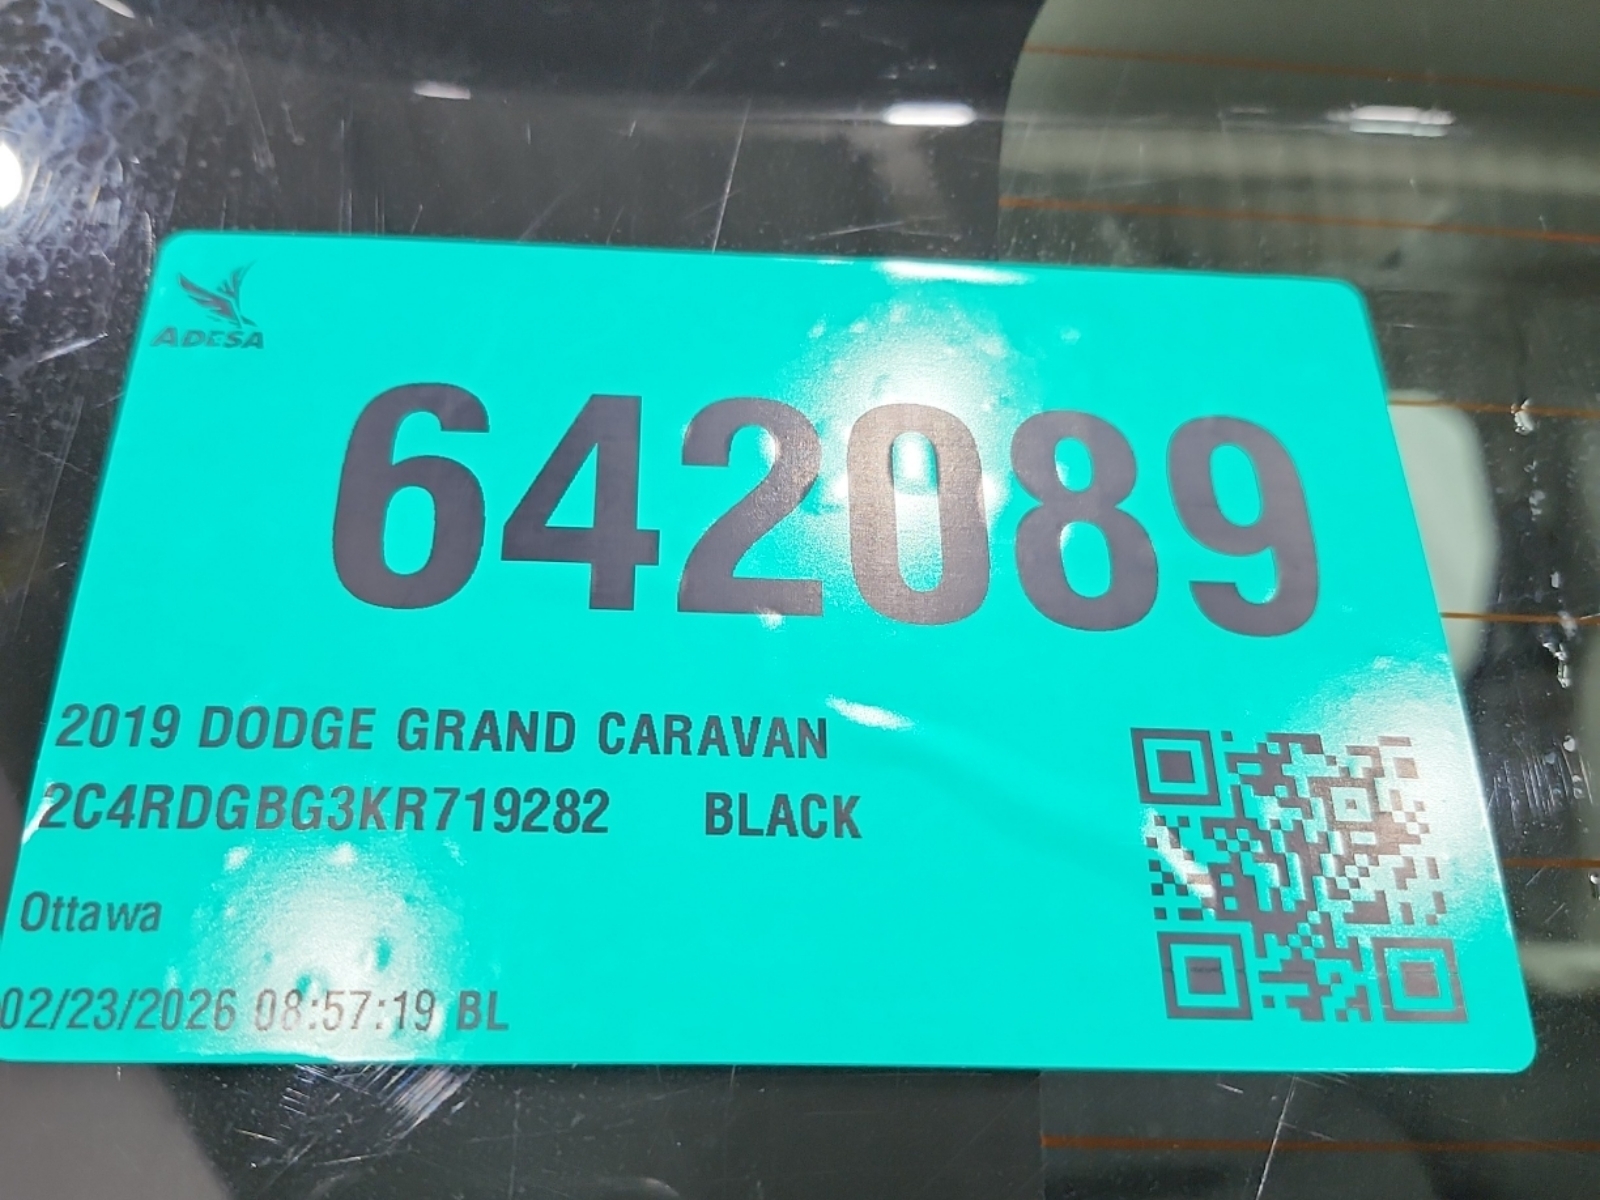 ADESA
642089
2019 DODGE GRAND CARAVAN
2C4RDGBG3KR719282 BLACK
Ottawa
02/23/2026 08:57:19 BL